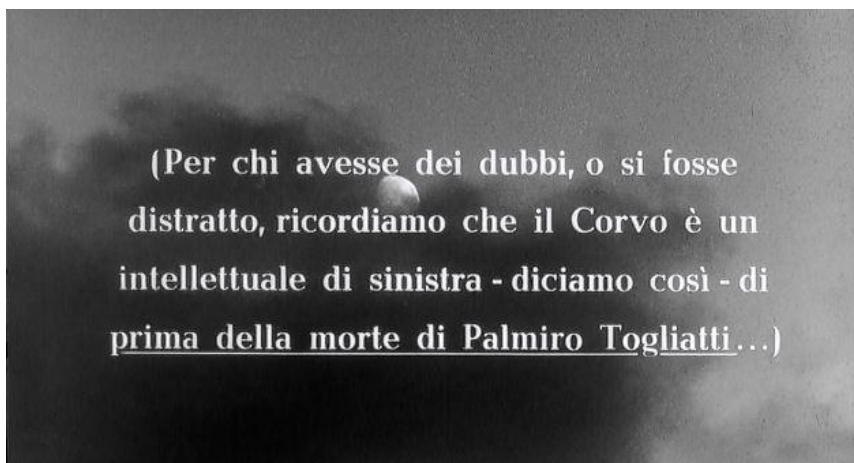 (Per chi avesse dei dubbi, o si fosse
distratto, ricordiamo che il Corvo è un
intellettuale di sinistra - diciamo così - di
prima della morte di Palmiro Togliatti...)